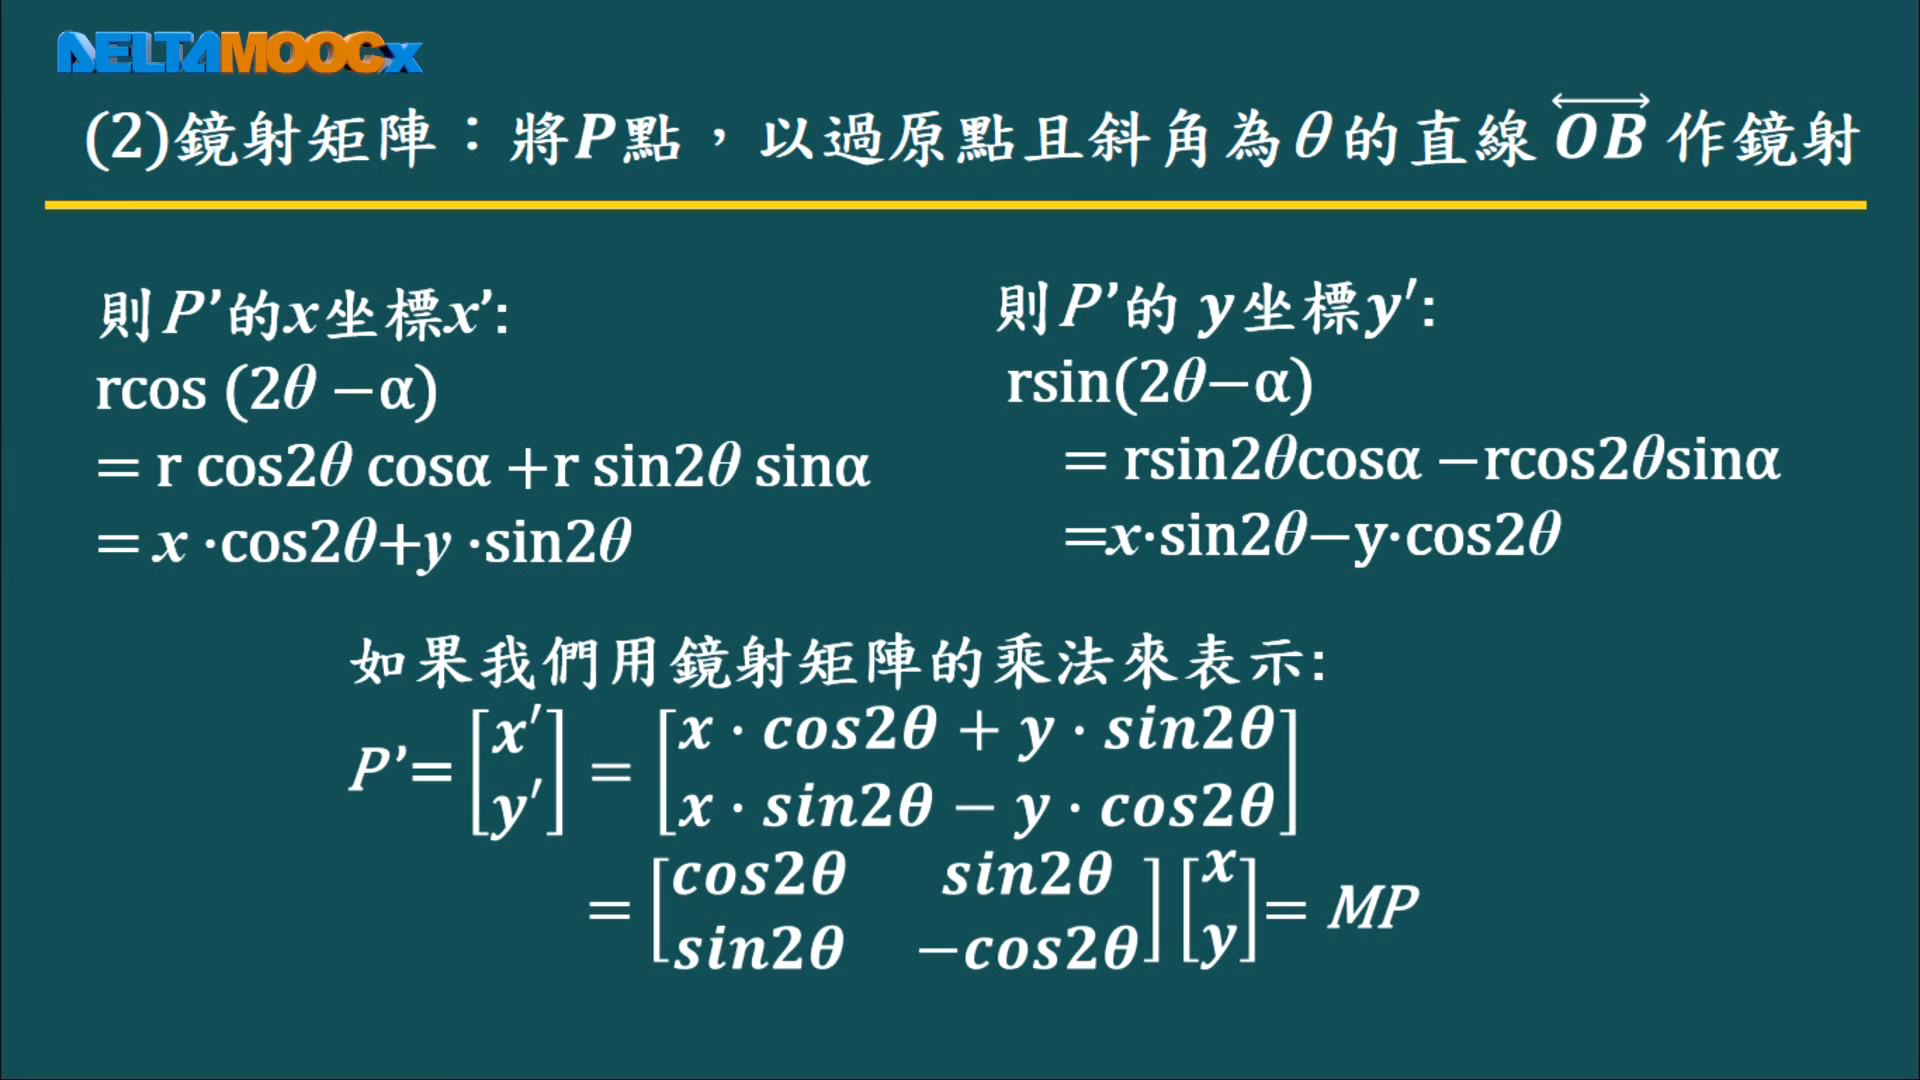 DELTAMOOCx
(2)鏡射矩陣：將P點，以過原點且斜角為θ的直線 OB 作鏡射
則P’的x坐標x’:
rcos (2θ −α)
= r cos2θ cosα +r sin2θ sinα
= x ·cos2θ+y ·sin2θ
則P’的 y坐標y′:
rsin(2θ−α)
= rsin2θcosα −rcos2θsinα
=x·sin2θ−y·cos2θ
如果我們用鏡射矩陣的乘法來表示:
P’= [x′ y′] = [x · cos2θ + y · sin2θ
x · sin2θ − y · cos2θ]
= [cos2θ sin2θ
sin2θ −cos2θ] [x y] = MP